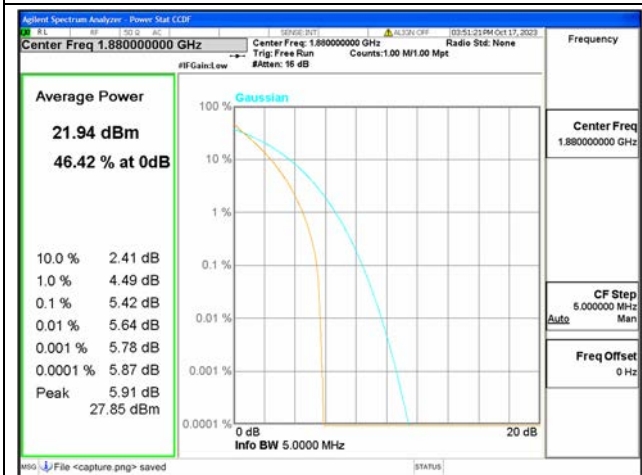 Agilent Spectrum Analyzer - Power Stat CCDF
RL RF 50 Ω AC SENSE:INT ALIGN OFF 03:51:21 PM Oct 17, 2023
Center Freq 1.880000000 GHz
Center Freq: 1.880000000 GHz Radio Std: None
Trig: Free Run Counts:1.00 M/1.00 Mpt
#IFGain:Low #Atten: 16 dB
Frequency
Average Power
21.94 dBm
46.42 % at 0dB
10.0 % 2.41 dB
1.0 % 4.49 dB
0.1 % 5.42 dB
0.01 % 5.64 dB
0.001 % 5.78 dB
0.0001 % 5.87 dB
Peak 5.91 dB
27.85 dBm
Gaussian
100 %
10 %
1 %
0.1 %
0.01 %
0.001 %
0.0001 %
0 dB 20 dB
Info BW 5.0000 MHz
Center Freq
1.880000000 GHz
CF Step
5.000000 MHz
Auto Man
Freq Offset
0 Hz
MSG File <capture.png> saved STATUS